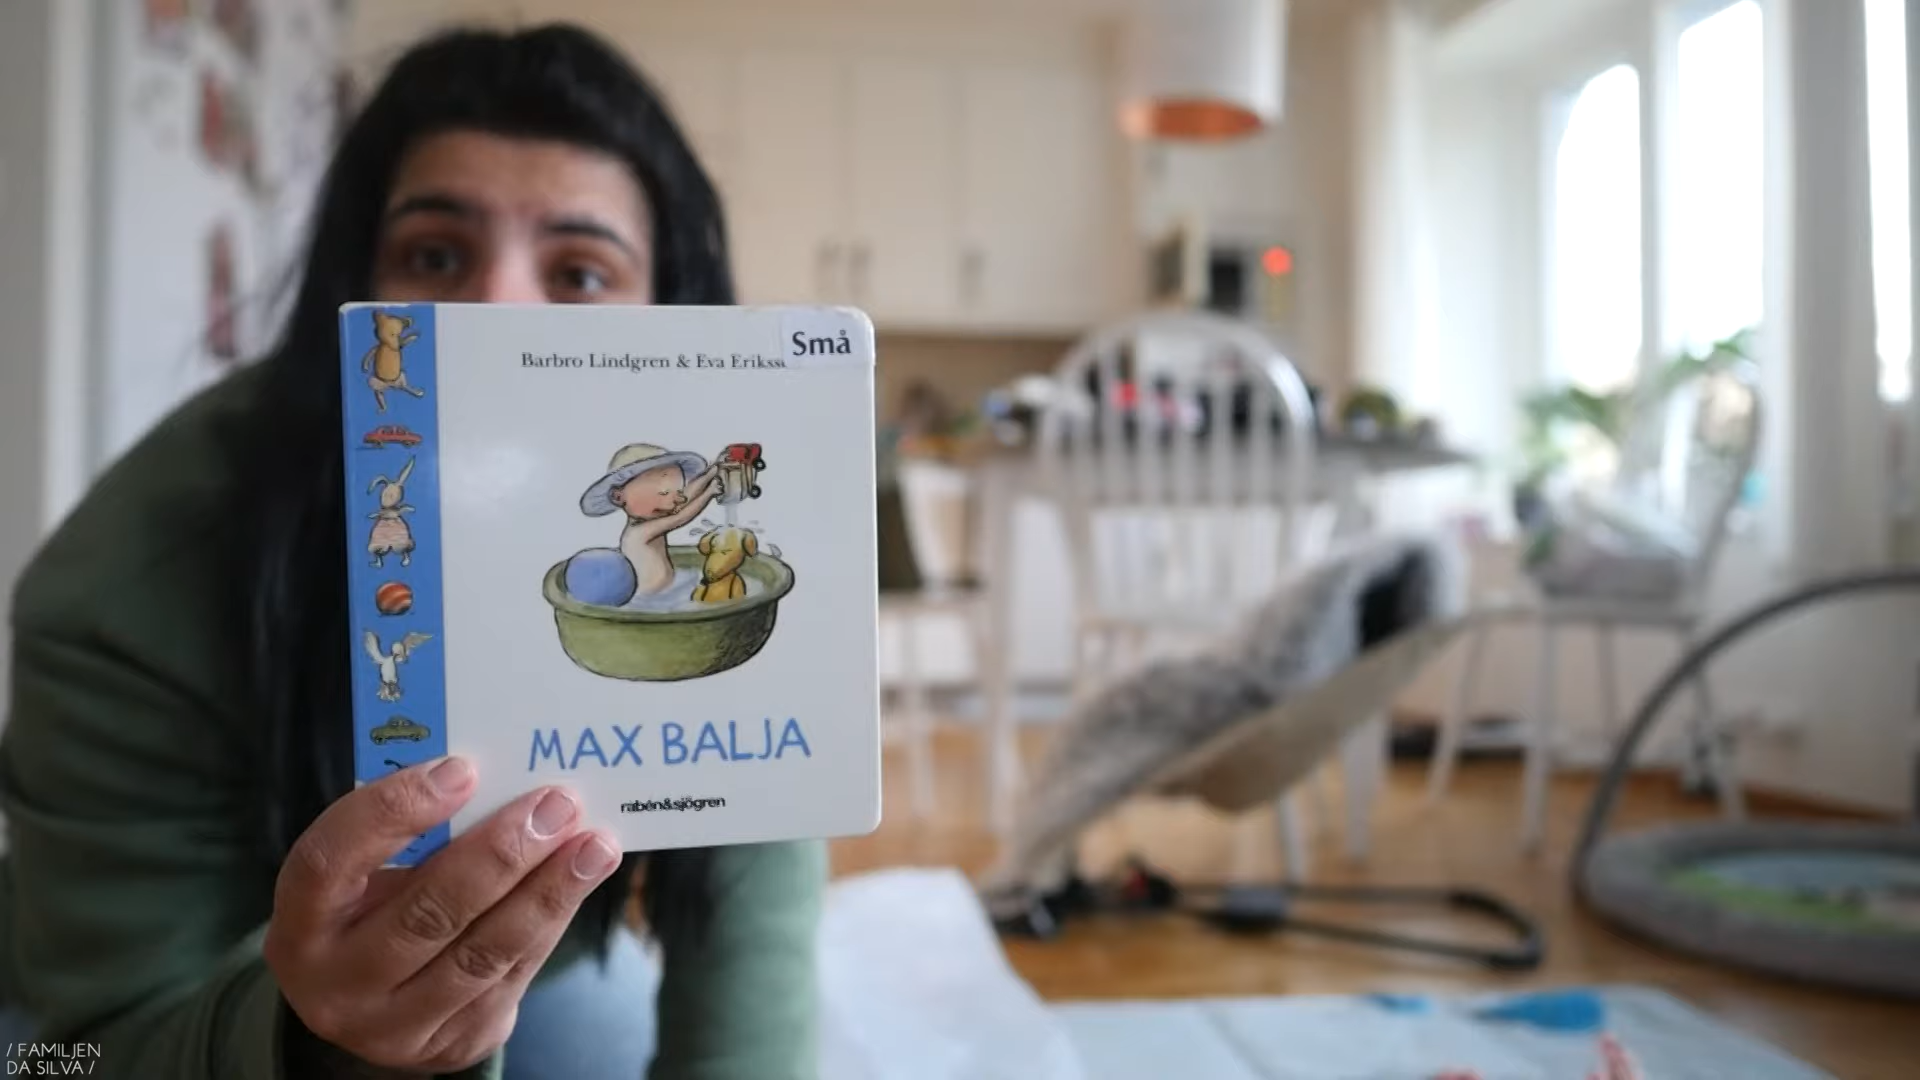 Små
Barbro Lindgren & Eva Erikss
MAX BALJA
rabén&sjögren
/ FAMILJEN
DA SILVA /